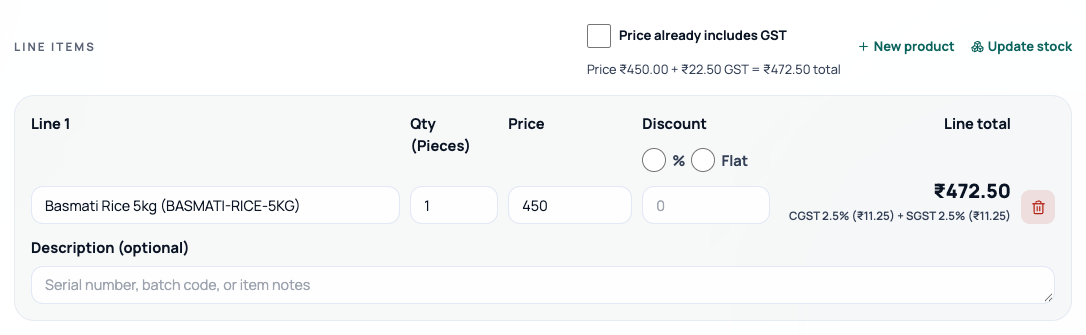 LINE ITEMS
Price already includes GST
Price ₹450.00 + ₹22.50 GST = ₹472.50 total
+ New product
Update stock
Line 1
Qty
(Pieces)
Price
Discount
% Flat
Line total
Basmati Rice 5kg (BASMATI-RICE-5KG)
1
450
0
₹472.50
CGST 2.5% (₹11.25) + SGST 2.5% (₹11.25)
Description (optional)
Serial number, batch code, or item notes